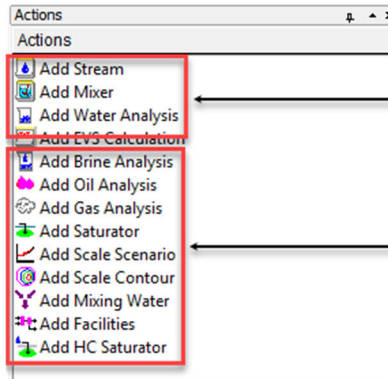 Actions
Actions
Add Stream
Add Mixer
Add Water Analysis
Add EVS Calculation
Add Brine Analysis
Add Oil Analysis
Add Gas Analysis
Add Saturator
Add Scale Scenario
Add Scale Contour
Add Mixing Water
Add Facilities
Add HC Saturator